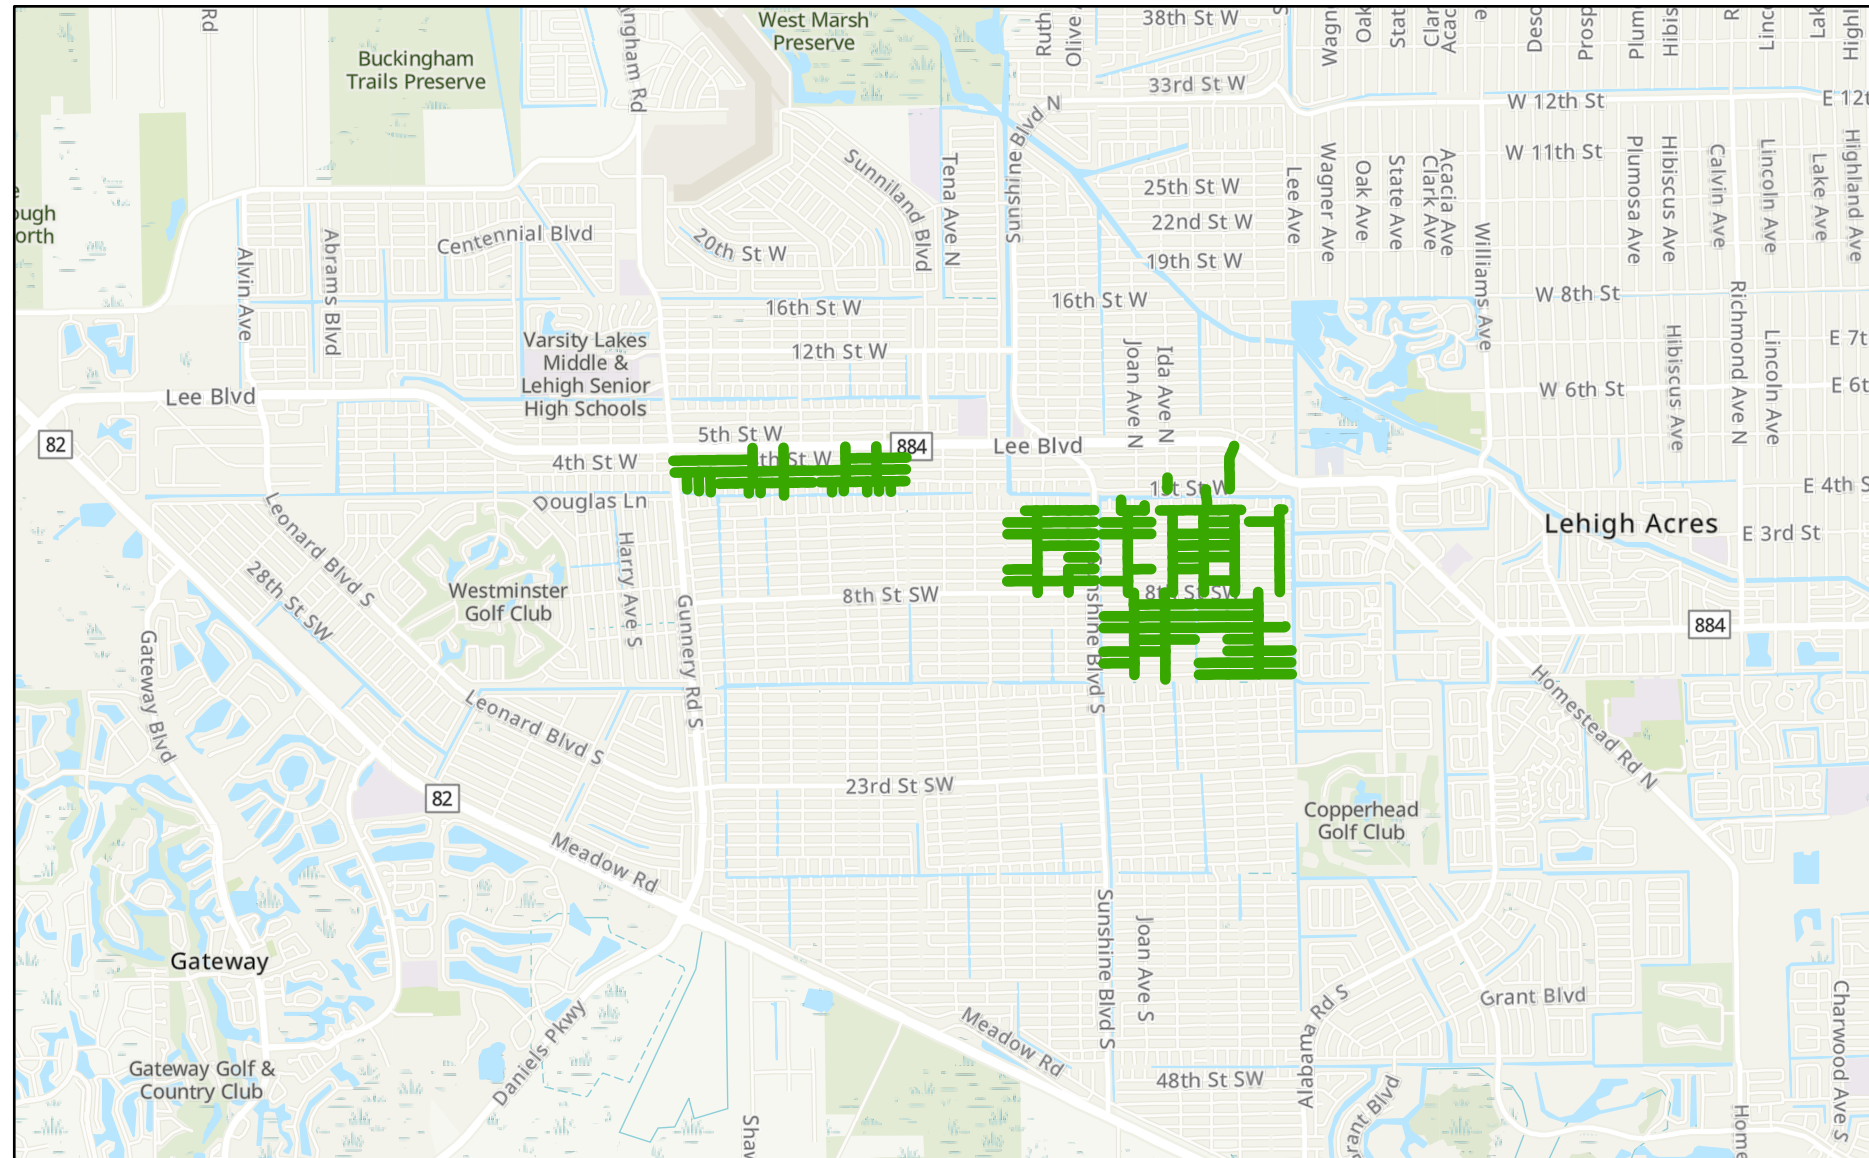 Rd
Buckingham
Trails Preserve
West Marsh
Preserve
38th St W
33rd St W
W 12th St
W 11th St
25th St W
22nd St W
19th St W
16th St W
W 8th St
W 6th St
Sunshine Blvd N
Tena Ave N
Sunniland Blvd
20th St W
Centennial Blvd
Alvin Ave
Abrams Blvd
16th St W
12th St W
Varsity Lakes
Middle &
Lehigh Senior
High Schools
Lee Blvd
82
5th St W
4th St W
884
Lee Blvd
1st St W
Joan Ave N
Ida Ave N
Lee Ave
Wagner Ave
Oak Ave
State Ave
Clark Ave
Acacia Ave
Williams Ave
Plumosa Ave
Hibiscus Ave
Calvin Ave
Lincoln Ave
Lake Ave
Highland Ave
Richmond Ave N
Hibiscus Ave
Lincoln Ave
Lehigh Acres
E 3rd St
884
Douglas Ln
Harry Ave S
Westminster
Golf Club
Leonard Blvd S
28th St SW
Gateway Blvd
Gunnery Rd S
8th St SW
8th St SW
Leonard Blvd S
23rd St SW
Homestead Rd N
Copperhead
Golf Club
82
Meadow Rd
Gateway
Gateway Golf &
Country Club
Daniels Pkwy
Meadow Rd
Sunshine Blvd S
Joan Ave S
48th St SW
Alabama Rd S
Grant Blvd
Grant Blvd
Charwood Ave S